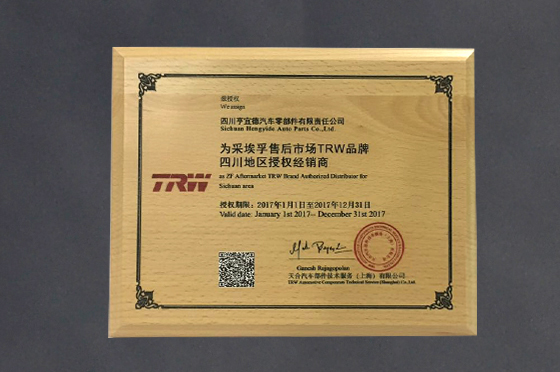 兹授权
We assign
四川亨宜德汽车零部件有限责任公司
Sichuan Hengyide Auto Parts Co.,Ltd.
为采埃孚售后市场TRW品牌
四川地区授权经销商
TRW
as ZF Aftermarket TRW Brand Authorized Distributor for
Sichuan area
授权期限：2017年1月1日至2017年12月31日
Valid date: January 1st 2017-- December 31st 2017
Ganesh Rajagopalan
天合汽车部件技术服务（上海）有限公司
TRW Automotive Components Technical Service (Shanghai) Co.,Ltd